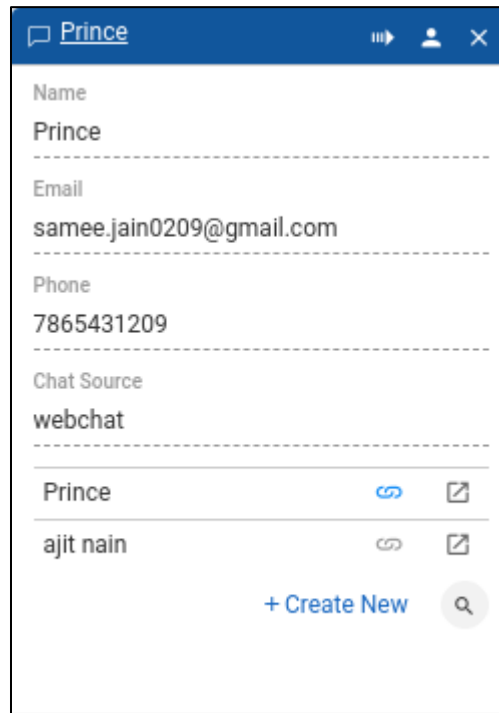 Prince
Name
Prince
Email
samee.jain0209@gmail.com
Phone
7865431209
Chat Source
webchat
Prince
ajit nain
+ Create New